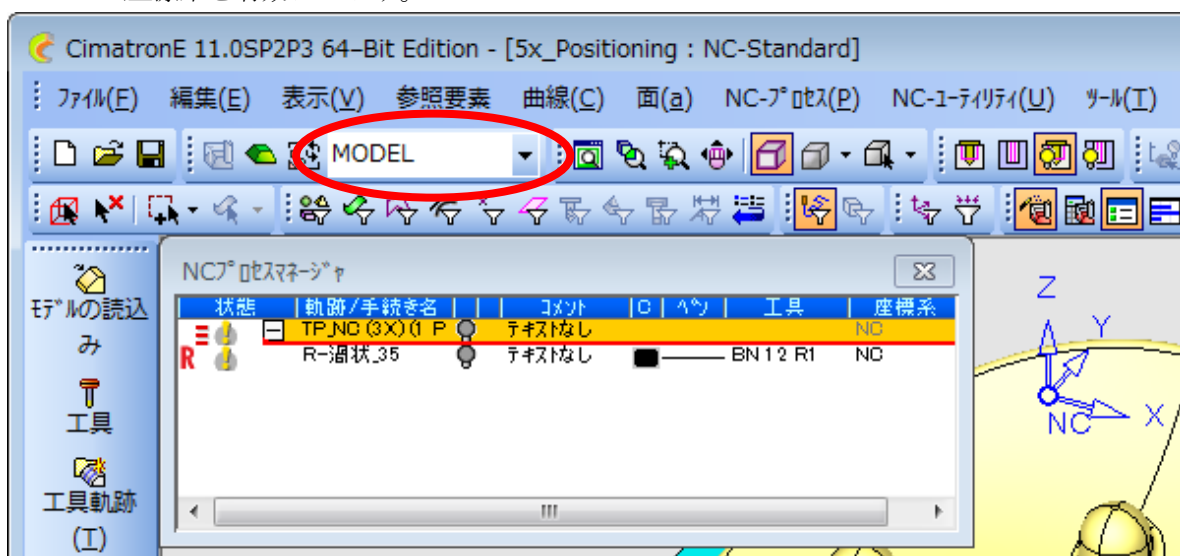 CimatronE 11.0SP2P3 64-Bit Edition - [5x_Positioning : NC-Standard]
ﾌｧｲﾙ(F) 編集(E) 表示(V) 参照要素 曲線(C) 面(a) NC-ﾌﾟﾛｾｽ(P) NC-ﾕｰﾃｨﾘﾃｨ(U) ﾂｰﾙ(T)
MODEL
NCﾌﾟﾛｾｽﾏﾈｰｼﾞｬ
状態 軌跡/手続き名 ｺﾒﾝﾄ C ﾍﾟﾝ 工具 座標系
TP_NC (3X) (1 P ﾃｷｽﾄなし NC
R R-渦状_35 ﾃｷｽﾄなし BN 1 2 R1 NC
ﾓﾃﾞﾙの読込
み
工具
工具軌跡
(T)
Z
Y
X
NC